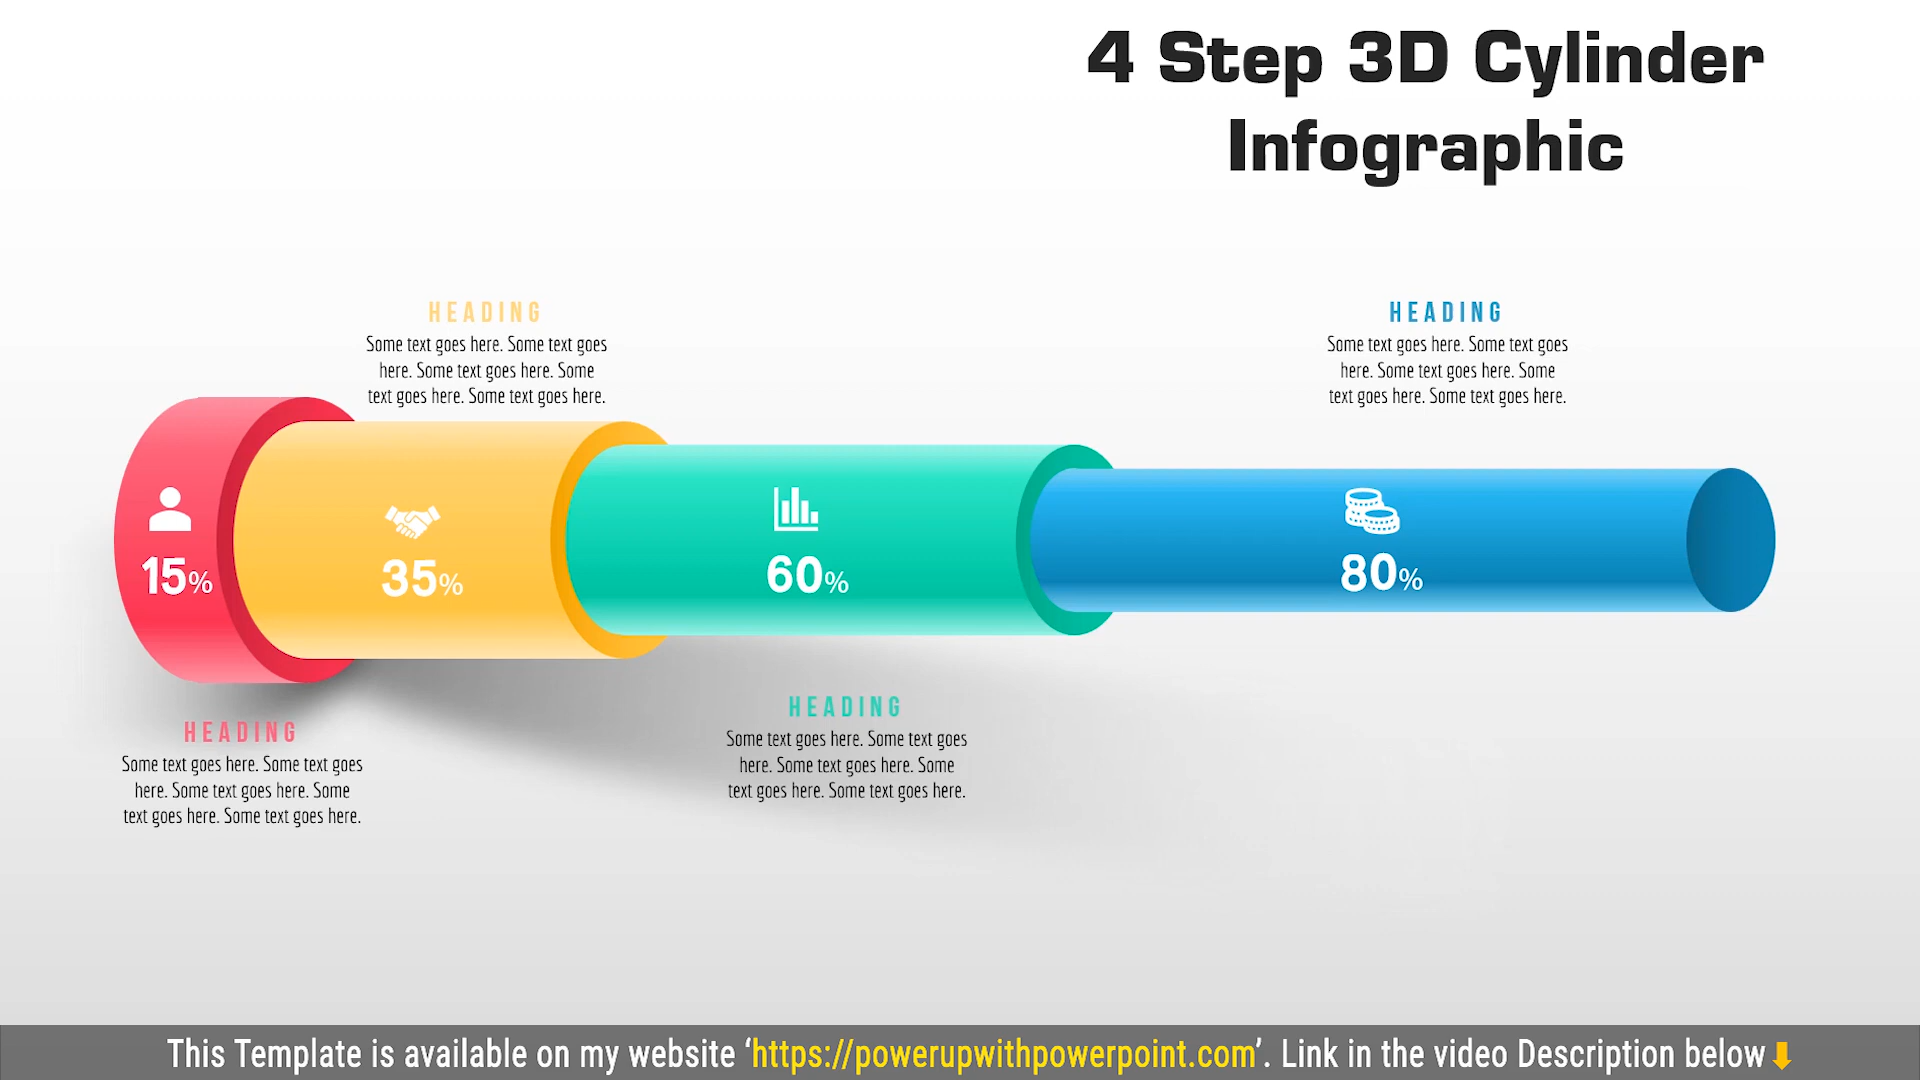 4 Step 3D Cylinder
Infographic
HEADING
Some text goes here. Some text goes
here. Some text goes here. Some
text goes here. Some text goes here.
HEADING
Some text goes here. Some text goes
here. Some text goes here. Some
text goes here. Some text goes here.
15%
35%
60%
80%
HEADING
Some text goes here. Some text goes
here. Some text goes here. Some
text goes here. Some text goes here.
HEADING
Some text goes here. Some text goes
here. Some text goes here. Some
text goes here. Some text goes here.
This Template is available on my website ‘https://powerupwithpowerpoint.com’. Link in the video Description below